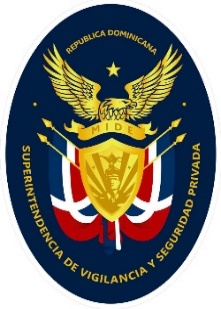 REPUBLICA DOMINICANA
MIDE
SUPERINTENDENCIA DE VIGILANCIA Y SEGURIDAD PRIVADA